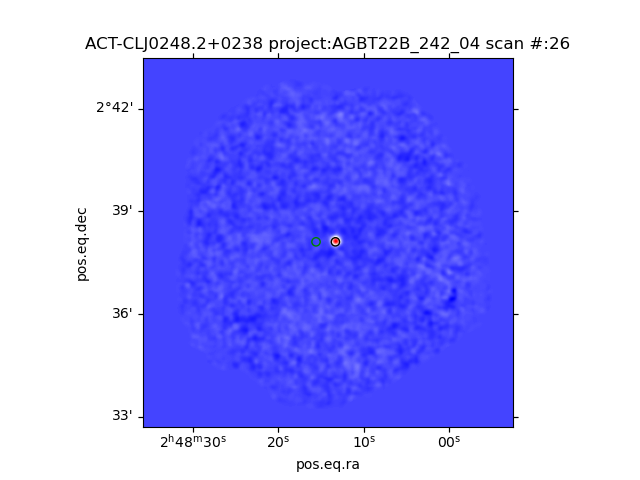 ACT-CLJ0248.2+0238 project:AGBT22B_242_04 scan #:26
2°42'
39'
36'
33'
pos.eq.dec
2ʰ48ᵐ30ˢ 20ˢ 10ˢ 00ˢ
pos.eq.ra